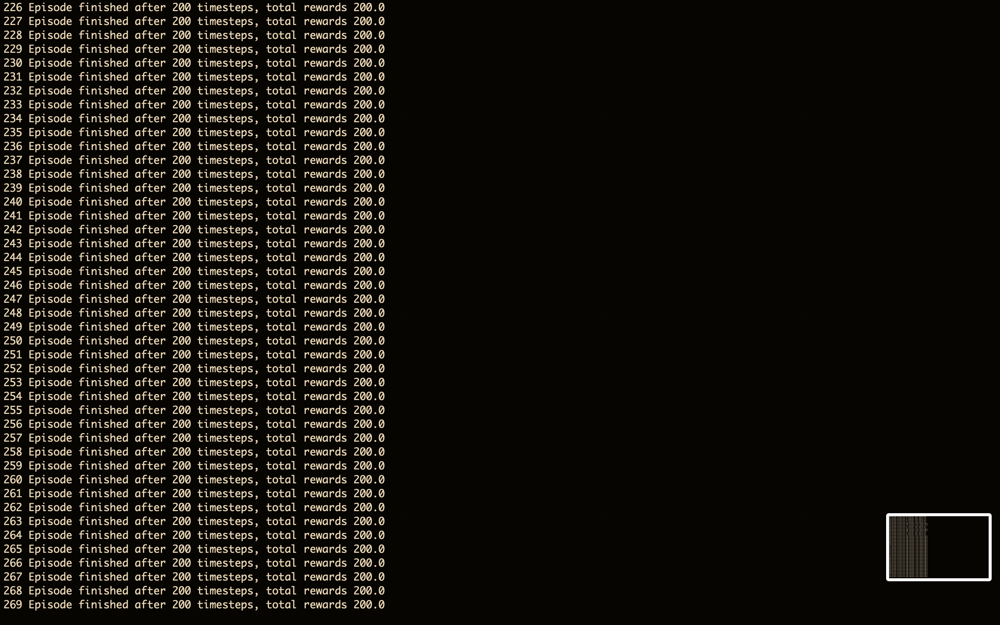 226 Episode finished after 200 timesteps, total rewards 200.0
227 Episode finished after 200 timesteps, total rewards 200.0
228 Episode finished after 200 timesteps, total rewards 200.0
229 Episode finished after 200 timesteps, total rewards 200.0
230 Episode finished after 200 timesteps, total rewards 200.0
231 Episode finished after 200 timesteps, total rewards 200.0
232 Episode finished after 200 timesteps, total rewards 200.0
233 Episode finished after 200 timesteps, total rewards 200.0
234 Episode finished after 200 timesteps, total rewards 200.0
235 Episode finished after 200 timesteps, total rewards 200.0
236 Episode finished after 200 timesteps, total rewards 200.0
237 Episode finished after 200 timesteps, total rewards 200.0
238 Episode finished after 200 timesteps, total rewards 200.0
239 Episode finished after 200 timesteps, total rewards 200.0
240 Episode finished after 200 timesteps, total rewards 200.0
241 Episode finished after 200 timesteps, total rewards 200.0
242 Episode finished after 200 timesteps, total rewards 200.0
243 Episode finished after 200 timesteps, total rewards 200.0
244 Episode finished after 200 timesteps, total rewards 200.0
245 Episode finished after 200 timesteps, total rewards 200.0
246 Episode finished after 200 timesteps, total rewards 200.0
247 Episode finished after 200 timesteps, total rewards 200.0
248 Episode finished after 200 timesteps, total rewards 200.0
249 Episode finished after 200 timesteps, total rewards 200.0
250 Episode finished after 200 timesteps, total rewards 200.0
251 Episode finished after 200 timesteps, total rewards 200.0
252 Episode finished after 200 timesteps, total rewards 200.0
253 Episode finished after 200 timesteps, total rewards 200.0
254 Episode finished after 200 timesteps, total rewards 200.0
255 Episode finished after 200 timesteps, total rewards 200.0
256 Episode finished after 200 timesteps, total rewards 200.0
257 Episode finished after 200 timesteps, total rewards 200.0
258 Episode finished after 200 timesteps, total rewards 200.0
259 Episode finished after 200 timesteps, total rewards 200.0
260 Episode finished after 200 timesteps, total rewards 200.0
261 Episode finished after 200 timesteps, total rewards 200.0
262 Episode finished after 200 timesteps, total rewards 200.0
263 Episode finished after 200 timesteps, total rewards 200.0
264 Episode finished after 200 timesteps, total rewards 200.0
265 Episode finished after 200 timesteps, total rewards 200.0
266 Episode finished after 200 timesteps, total rewards 200.0
267 Episode finished after 200 timesteps, total rewards 200.0
268 Episode finished after 200 timesteps, total rewards 200.0
269 Episode finished after 200 timesteps, total rewards 200.0